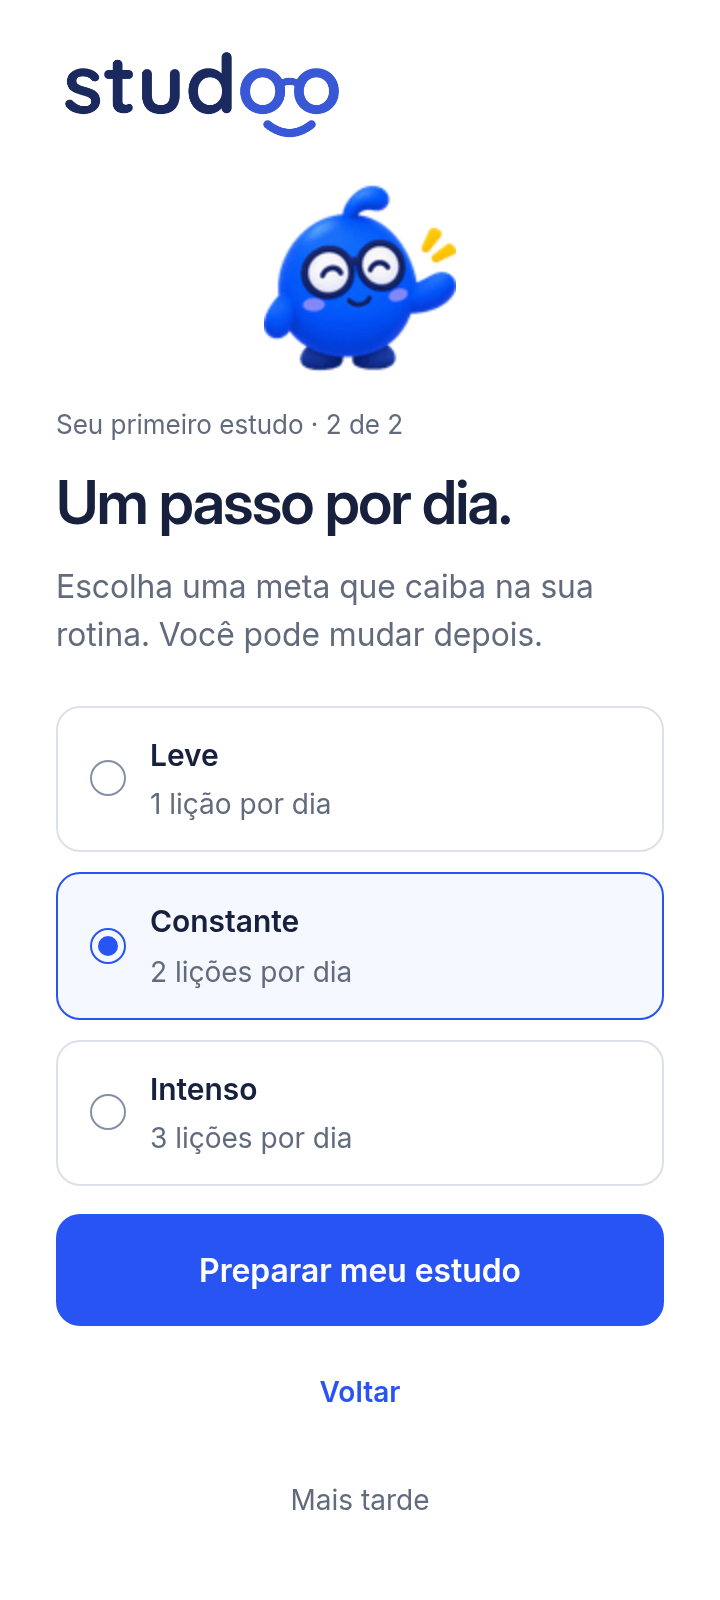 studoo
Seu primeiro estudo · 2 de 2
Um passo por dia.
Escolha uma meta que caiba na sua
rotina. Você pode mudar depois.
Leve
1 lição por dia
Constante
2 lições por dia
Intenso
3 lições por dia
Preparar meu estudo
Voltar
Mais tarde